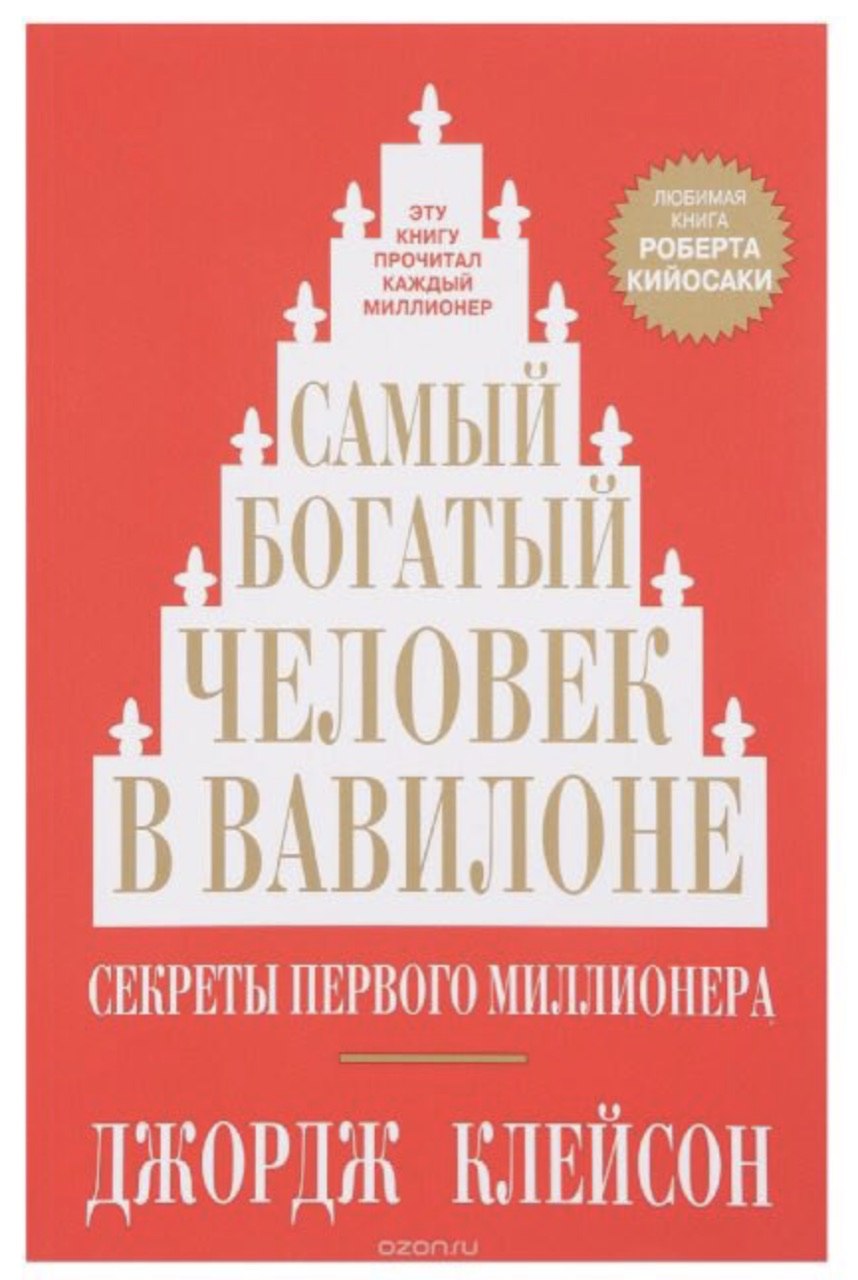 ЭТУ
КНИГУ
ПРОЧИТАЛ
КАЖДЫЙ
МИЛЛИОНЕР
ЛЮБИМАЯ
КНИГА
РОБЕРТА
КИЙОСАКИ
САМЫЙ
БОГАТЫЙ
ЧЕЛОВЕК
В ВАВИЛОНЕ
СЕКРЕТЫ ПЕРВОГО МИЛЛИОНЕРА
ДЖОРДЖ КЛЕЙСОН
ozon.ru